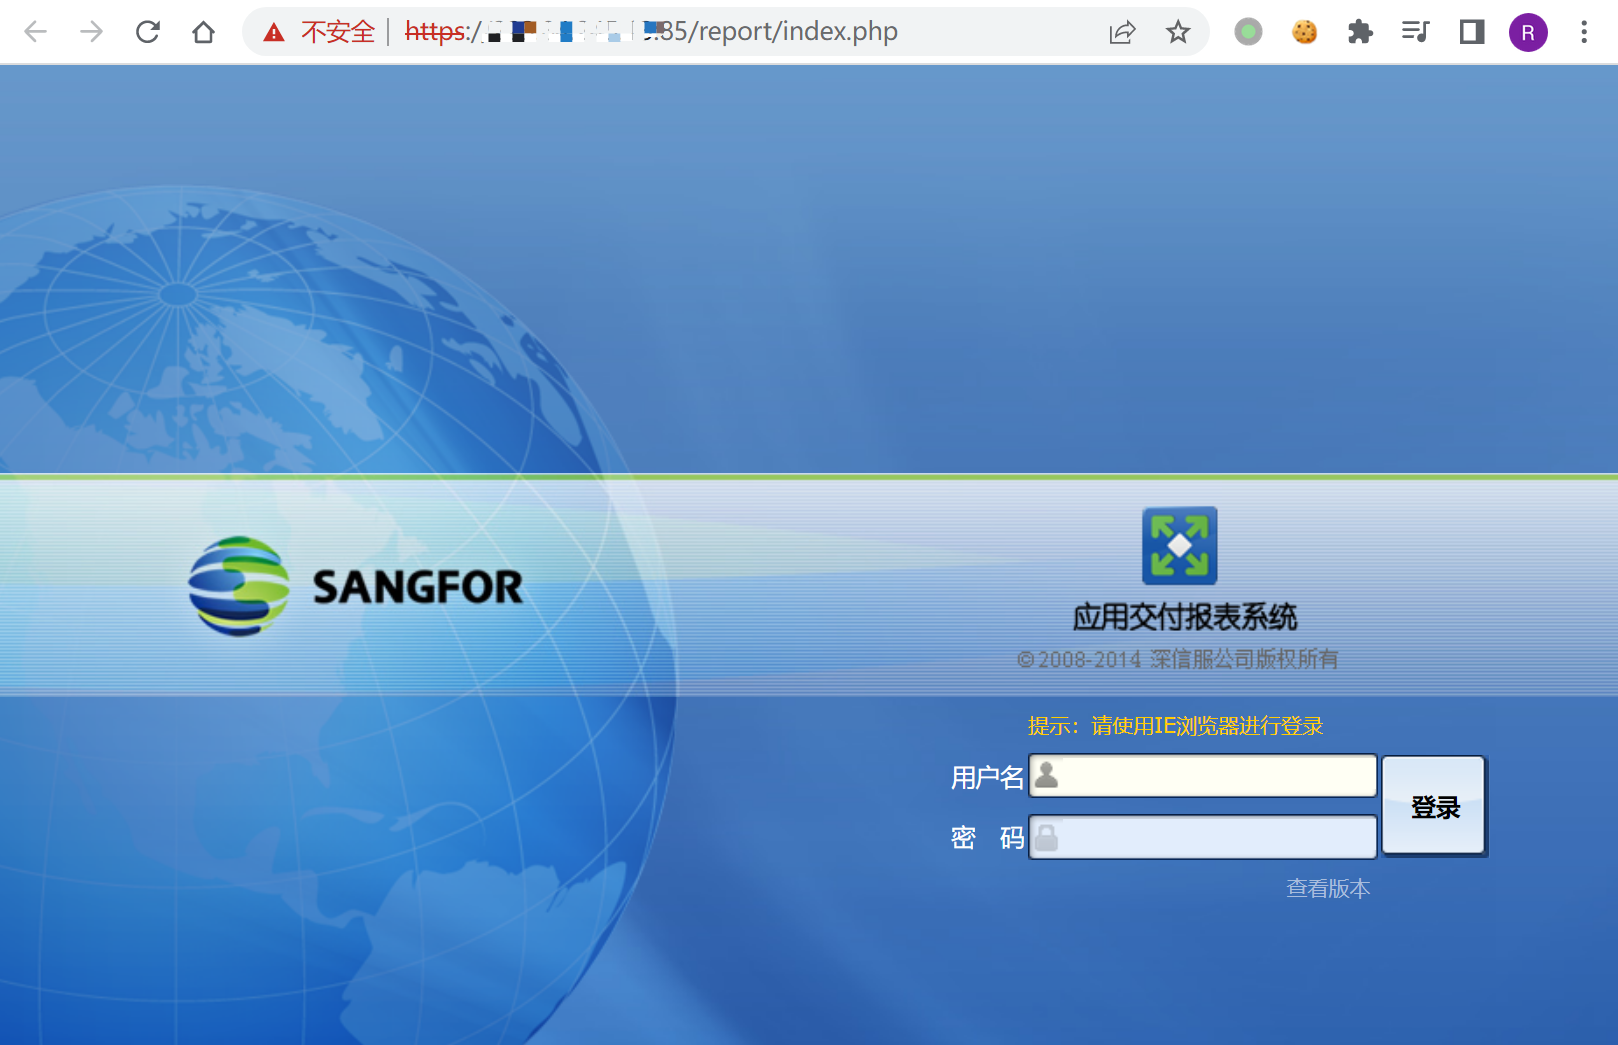 不安全
https:/
:85/report/index.php
R
SANGFOR
应用交付报表系统
©2008-2014 深信服公司版权所有
提示：请使用IE浏览器进行登录
用户名
登录
密 码
查看版本